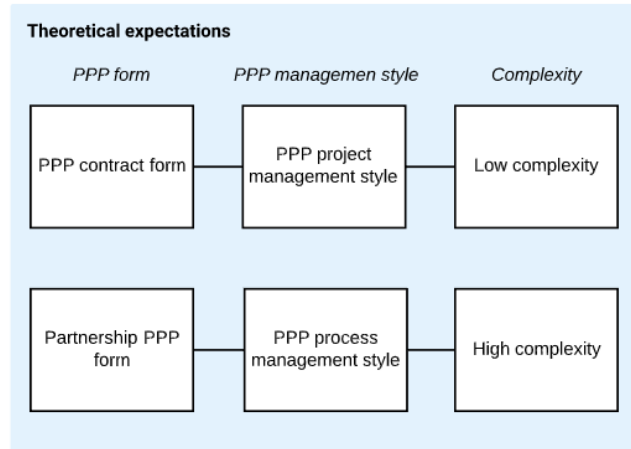 Theoretical expectations
PPP form
PPP managemen style
Complexity
PPP contract form
PPP project
management style
Low complexity
Partnership PPP
form
PPP process
management style
High complexity